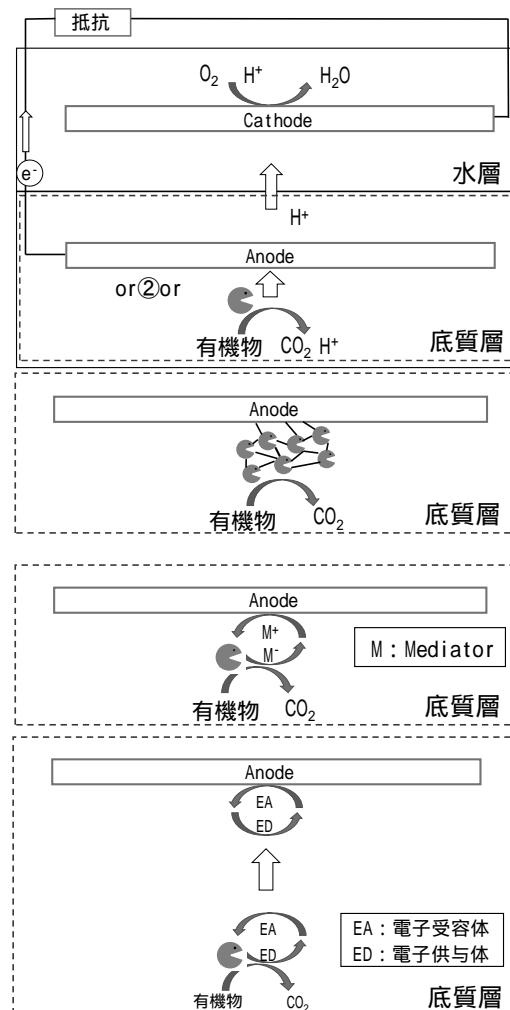 抵抗
O₂ H⁺ H₂O
Cathode
e⁻
水層
H⁺
Anode
or②or
有機物 CO₂ H⁺
底質層
Anode
有機物 CO₂
底質層
Anode
M⁺
M⁻
M：Mediator
有機物 CO₂
底質層
Anode
EA
ED
EA
ED
EA：電子受容体
ED：電子供与体
有機物 CO₂
底質層